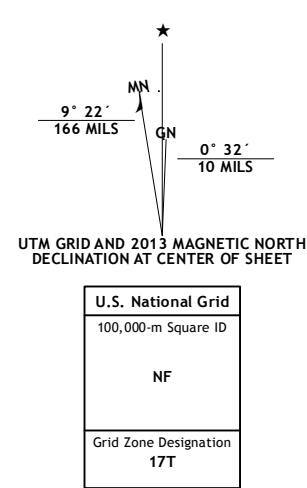 ★
MN
9° 22´
166 MILS
GN
0° 32´
10 MILS
UTM GRID AND 2013 MAGNETIC NORTH
DECLINATION AT CENTER OF SHEET
U.S. National Grid
100,000-m Square ID
NF
Grid Zone Designation
17T